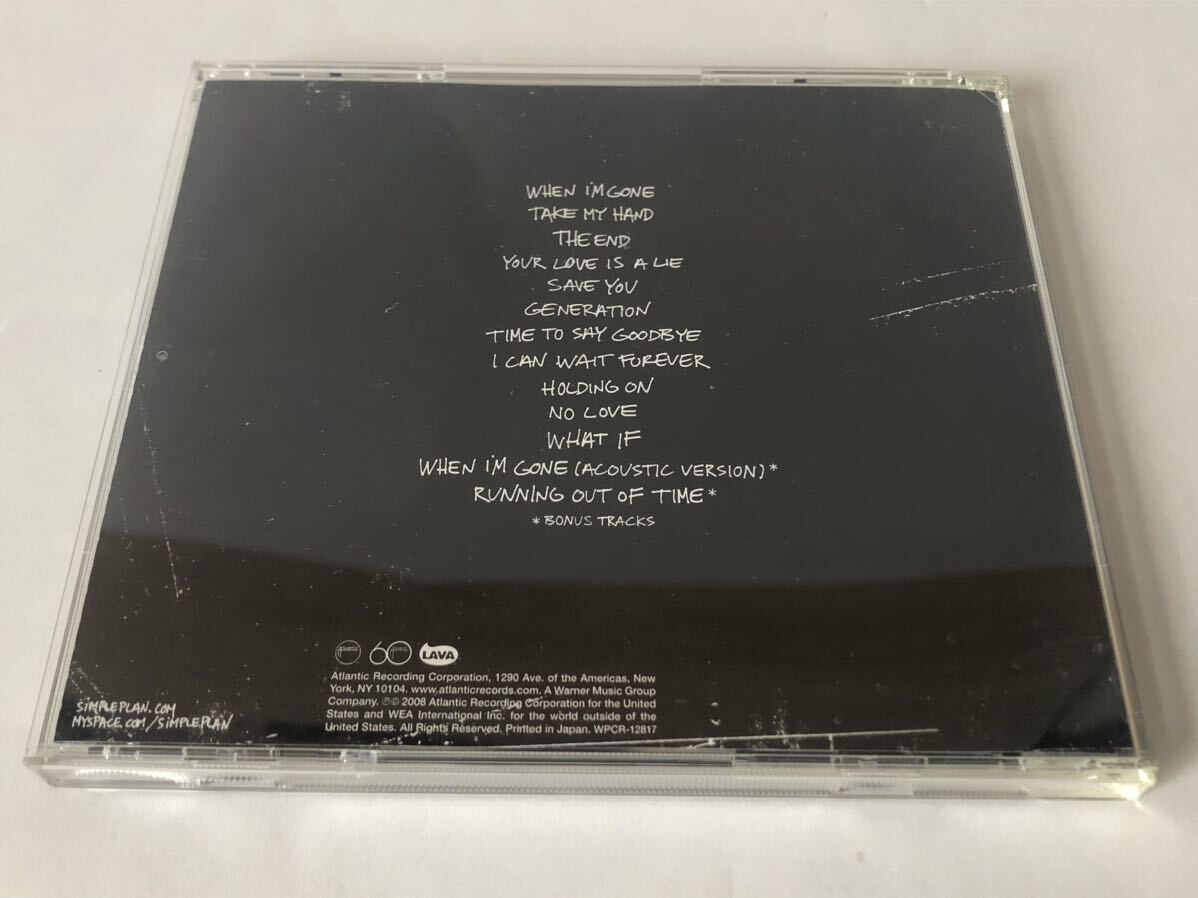 WHEN I'M GONE
TAKE MY HAND
THE END
YOUR LOVE IS A LIE
SAVE YOU
GENERATION
TIME TO SAY GOODBYE
I CAN WAIT FOREVER
HOLDING ON
NO LOVE
WHAT IF
WHEN I'M GONE (ACOUSTIC VERSION)*
RUNNING OUT OF TIME*
*BONUS TRACKS
60
LAVA
Atlantic Recording Corporation, 1290 Ave. of the Americas, New
York, NY 10104. www.atlanticrecords.com. A Warner Music Group
Company. ℗© 2008 Atlantic Recording Corporation for the United
States and WEA International Inc. for the world outside of the
United States. All Rights Reserved. Printed in Japan. WPCR-12817
SIMPLEPLAN.COM
MYSPACE.COM/SIMPLEPLAN